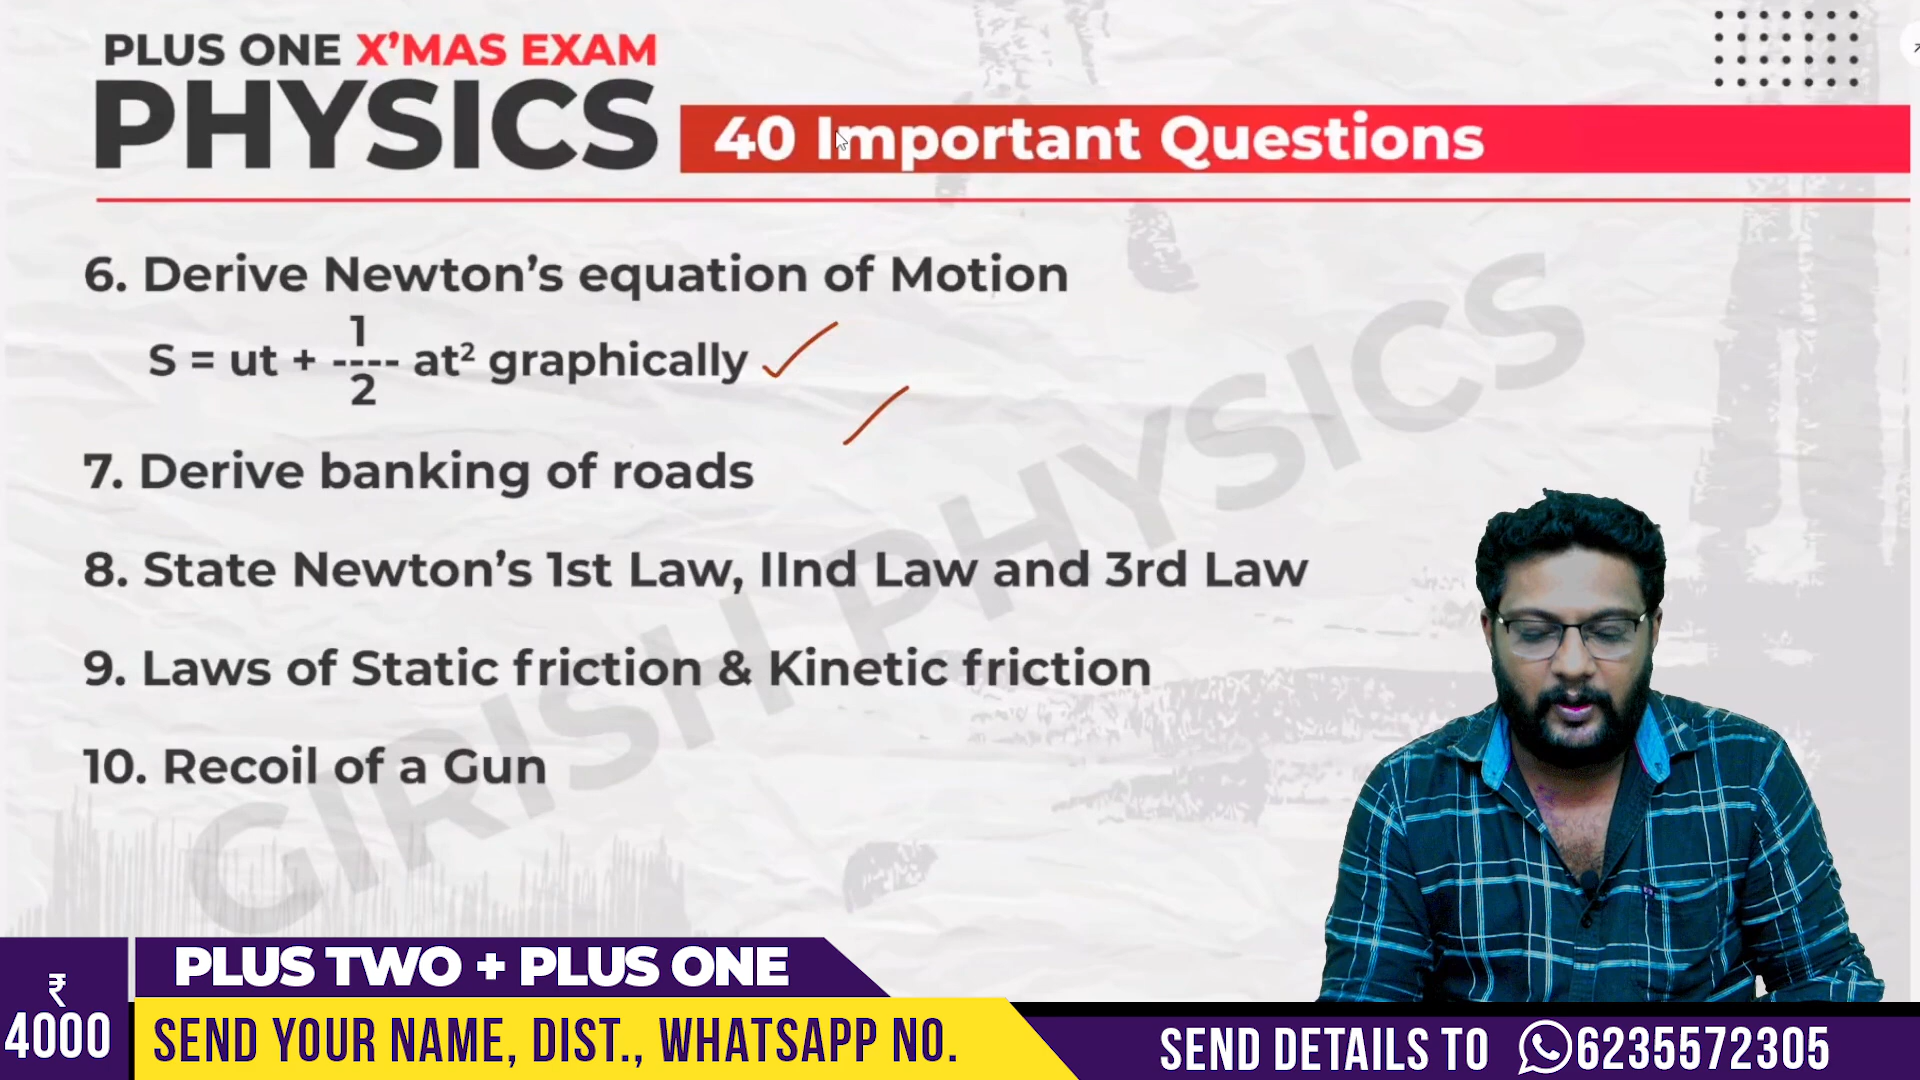 PLUS ONE X'MAS EXAM
PHYSICS
40 Important Questions
6. Derive Newton's equation of Motion
S = ut + 1/2 at² graphically
7. Derive banking of roads
8. State Newton's 1st Law, IInd Law and 3rd Law
9. Laws of Static friction & Kinetic friction
10. Recoil of a Gun
GIRISH PHYSICS
₹ 4000
PLUS TWO + PLUS ONE
SEND YOUR NAME, DIST., WHATSAPP NO.
SEND DETAILS TO 6235572305